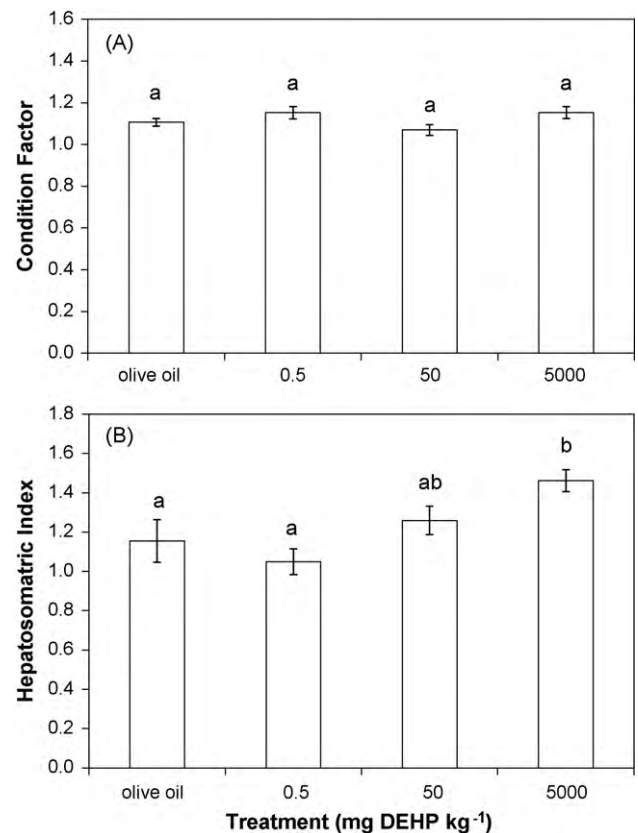 (A)
Condition Factor
1.6
1.4
1.2
1.0
0.8
0.6
0.4
0.2
0.0
a a a a
olive oil 0.5 50 5000
(B)
Hepatosomatric Index
1.8
1.6
1.4
1.2
1.0
0.8
0.6
0.4
0.2
0.0
a a ab b
olive oil 0.5 50 5000
Treatment (mg DEHP kg⁻¹)